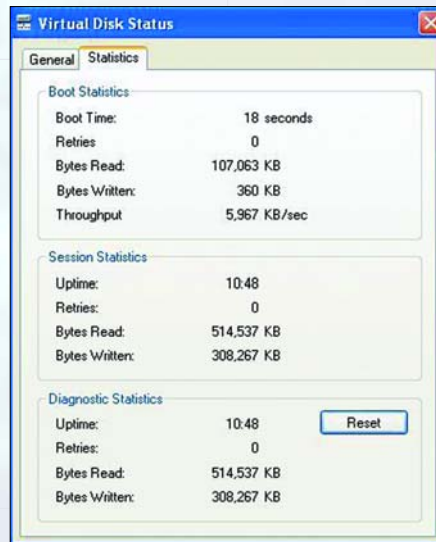 Virtual Disk Status
General Statistics
Boot Statistics
Boot Time: 18 seconds
Retries 0
Bytes Read: 107,063 KB
Bytes Written: 360 KB
Throughput 5,967 KB/sec
Session Statistics
Uptime: 10:48
Retries: 0
Bytes Read: 514,537 KB
Bytes Written: 308,267 KB
Diagnostic Statistics
Uptime: 10:48 Reset
Retries: 0
Bytes Read: 514,537 KB
Bytes Written: 308,267 KB